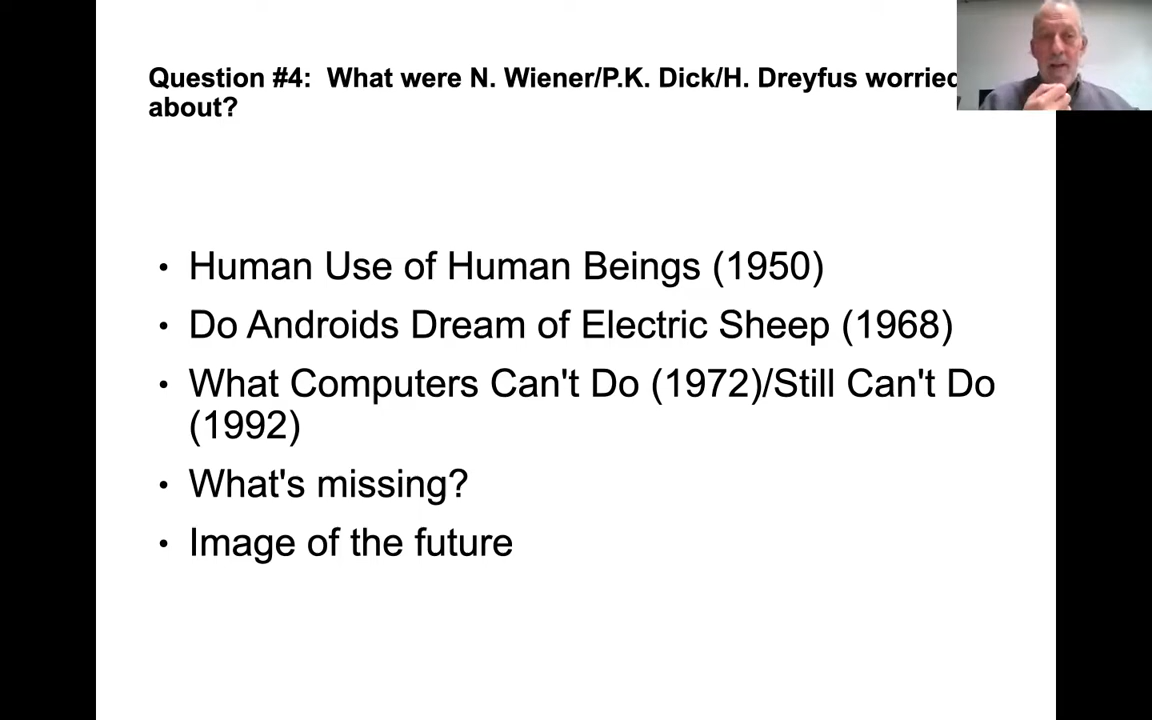 Question #4: What were N. Wiener/P.K. Dick/H. Dreyfus worried
about?
• Human Use of Human Beings (1950)
• Do Androids Dream of Electric Sheep (1968)
• What Computers Can't Do (1972)/Still Can't Do
(1992)
• What's missing?
• Image of the future